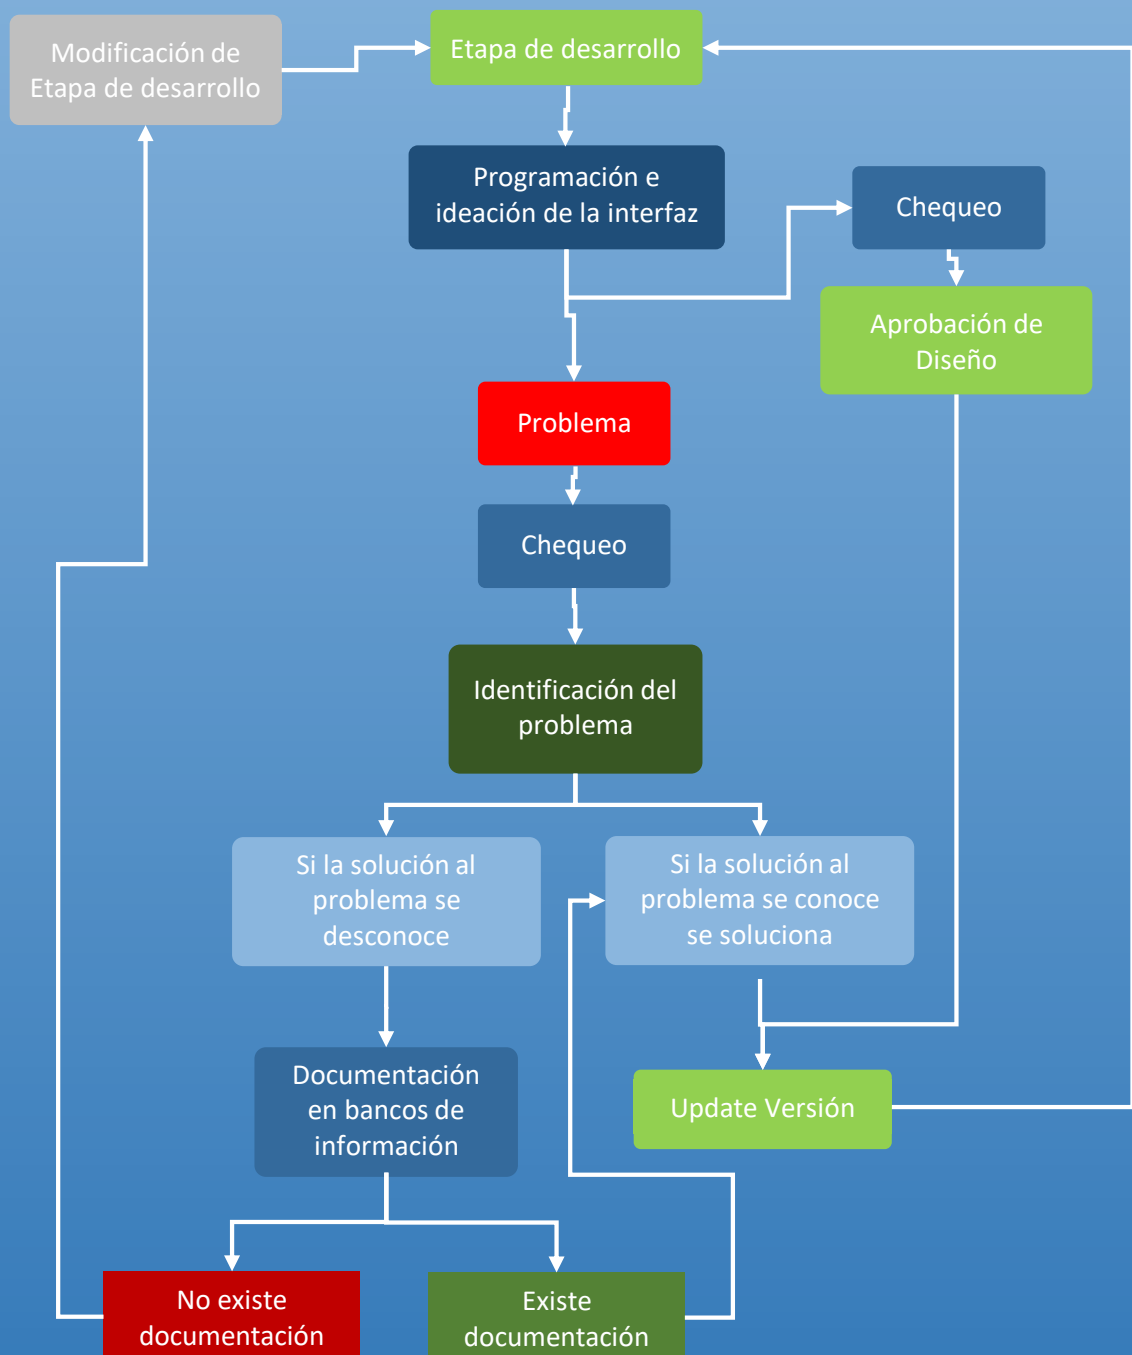 Modificación de
Etapa de desarrollo
Etapa de desarrollo
Programación e
ideación de la interfaz
Chequeo
Aprobación de
Diseño
Problema
Chequeo
Identificación del
problema
Si la solución al
problema se
desconoce
Si la solución al
problema se conoce
se soluciona
Documentación
en bancos de
información
Update Versión
No existe
documentación
Existe
documentación